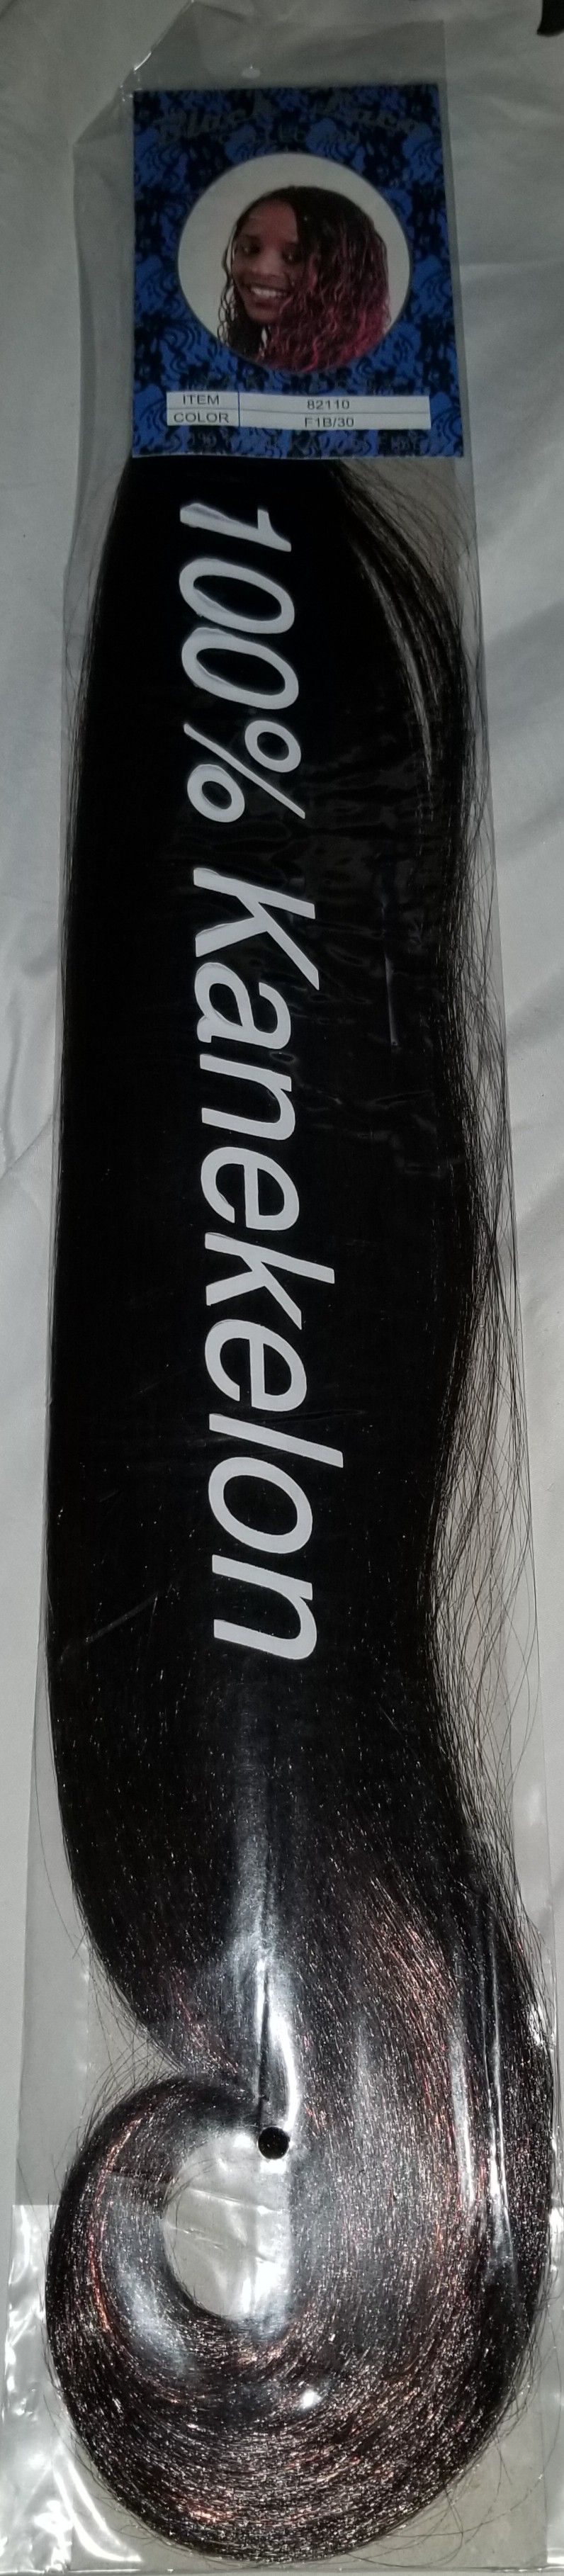 ITEM 82110
COLOR F1B/30
100% Kanekelon